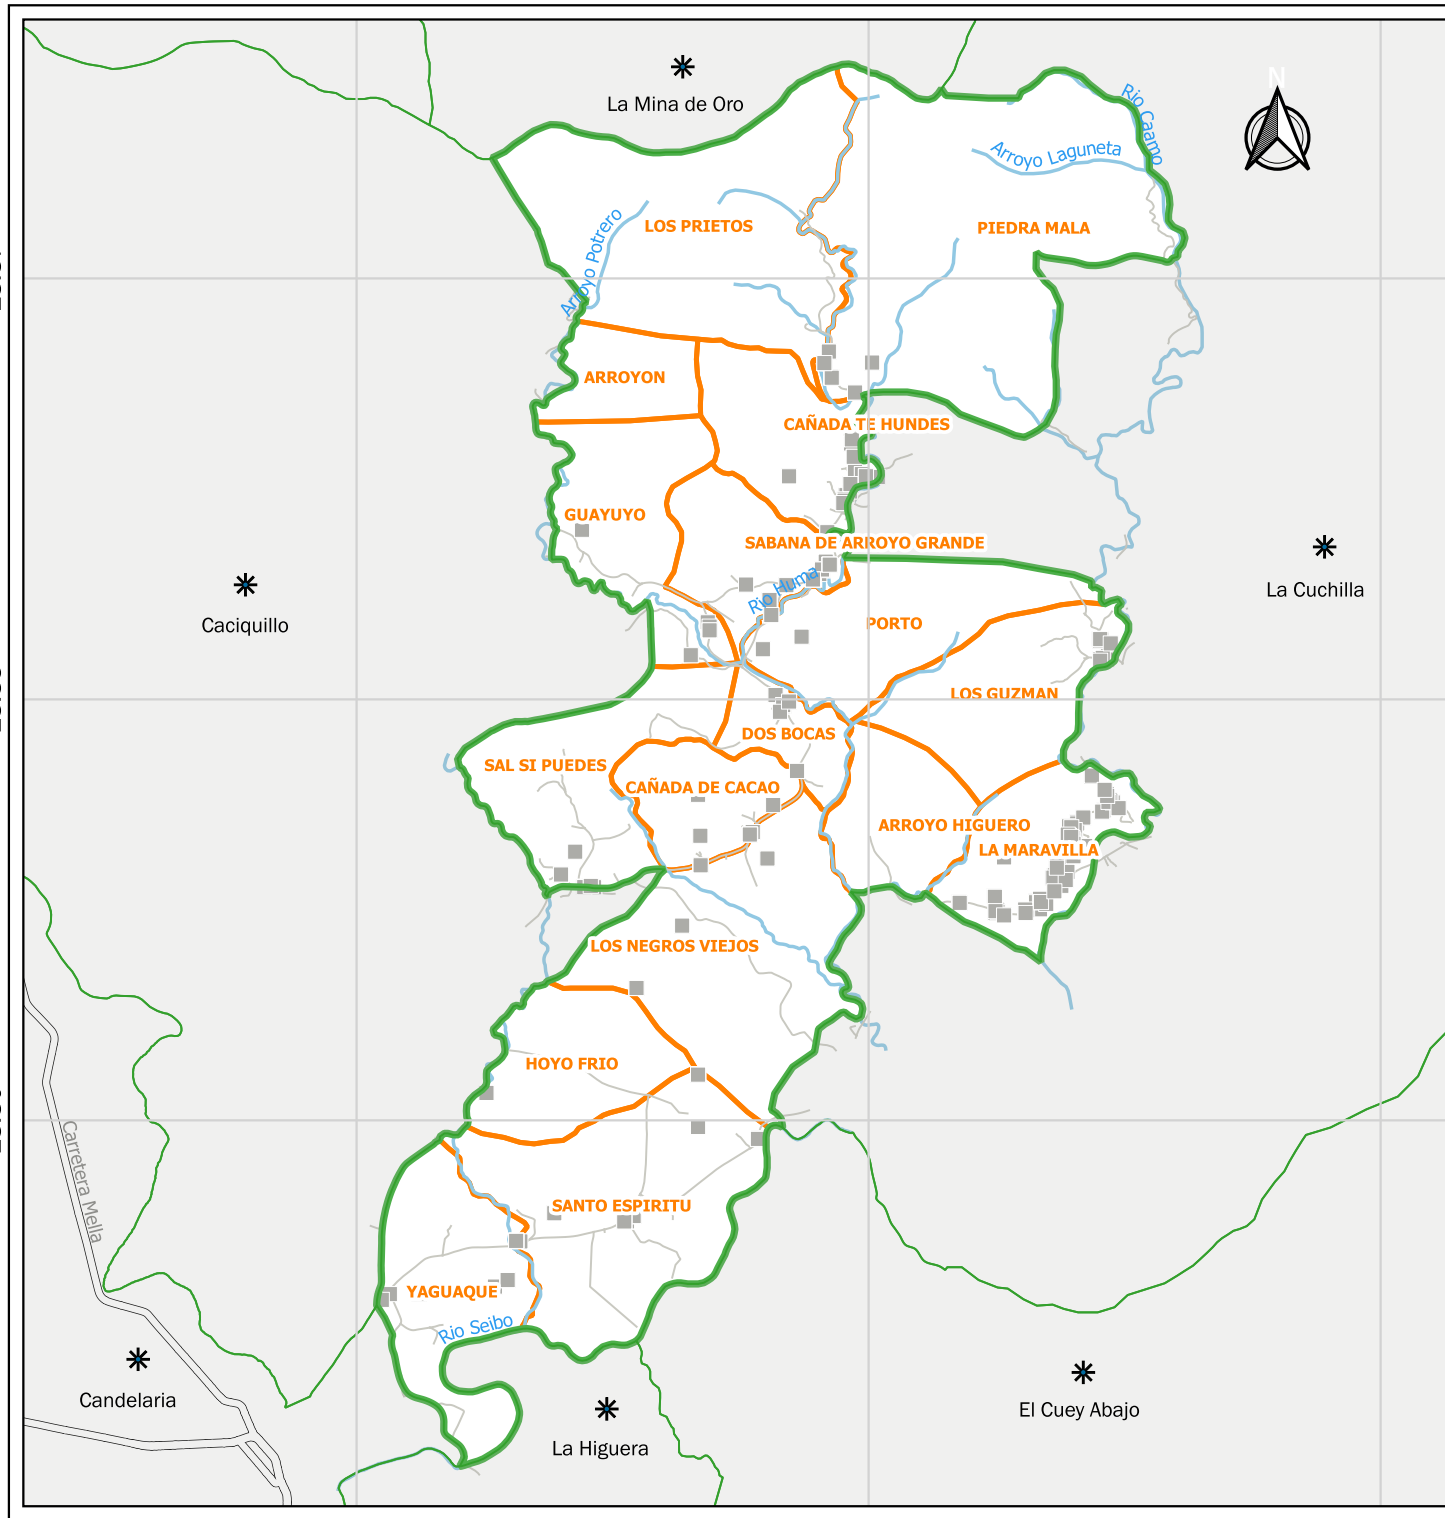 N
La Mina de Oro
Rio Caamo
Arroyo Laguneta
Arroyo Potrero
LOS PRIETOS
PIEDRA MALA
ARROYON
CAÑADA TE HUNDES
GUAYUYO
SABANA DE ARROYO GRANDE
Rio Huma
La Cuchilla
Caciquillo
PORTO
LOS GUZMAN
DOS BOCAS
SAL SI PUEDES
CAÑADA DE CACAO
ARROYO HIGUERO
LA MARAVILLA
LOS NEGROS VIEJOS
HOYO FRIO
Carretera Mella
SANTO ESPIRITU
YAGUAQUE
Rio Seibo
Candelaria
El Cuey Abajo
La Higuera